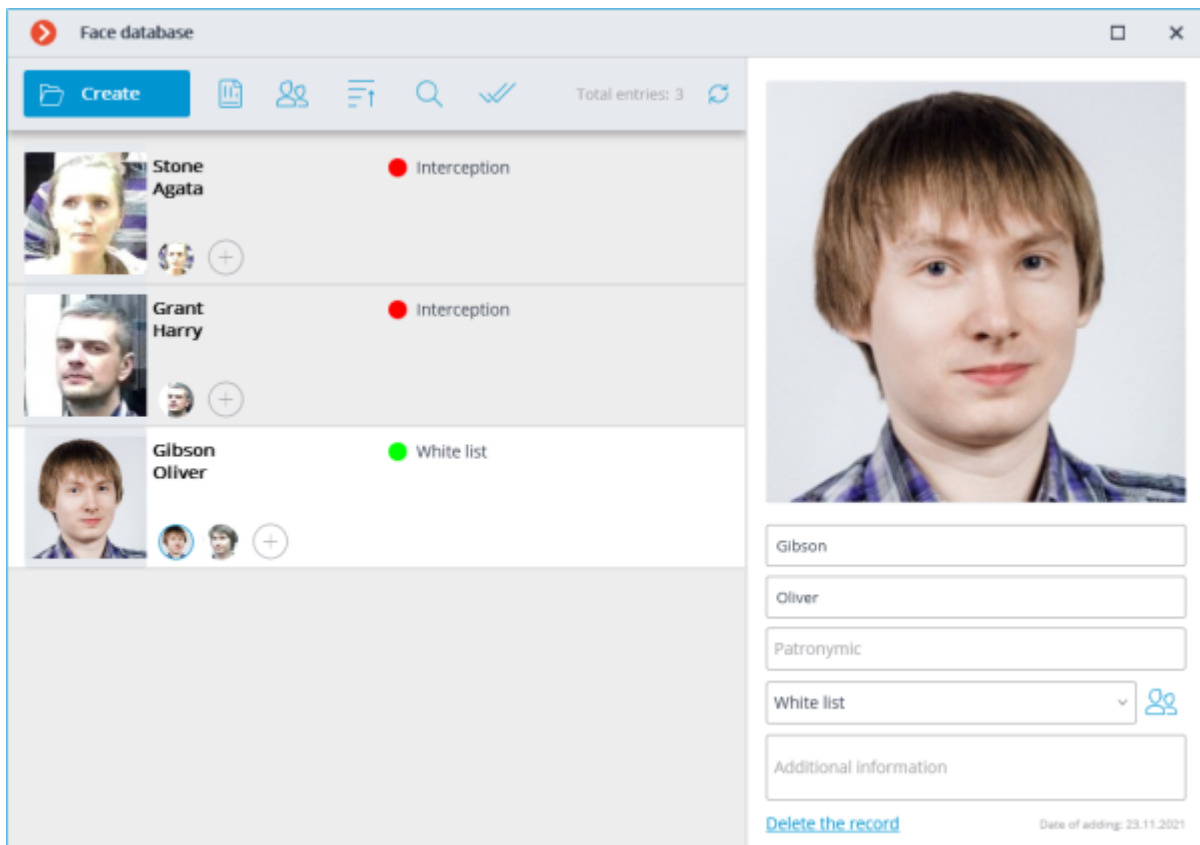 Face database
Create
Total entries: 3
Stone
Agata
Interception
Grant
Harry
Interception
Gibson
Oliver
White list
Gibson
Oliver
Patronymic
White list
Additional information
Delete the record
Date of adding: 23.11.2021